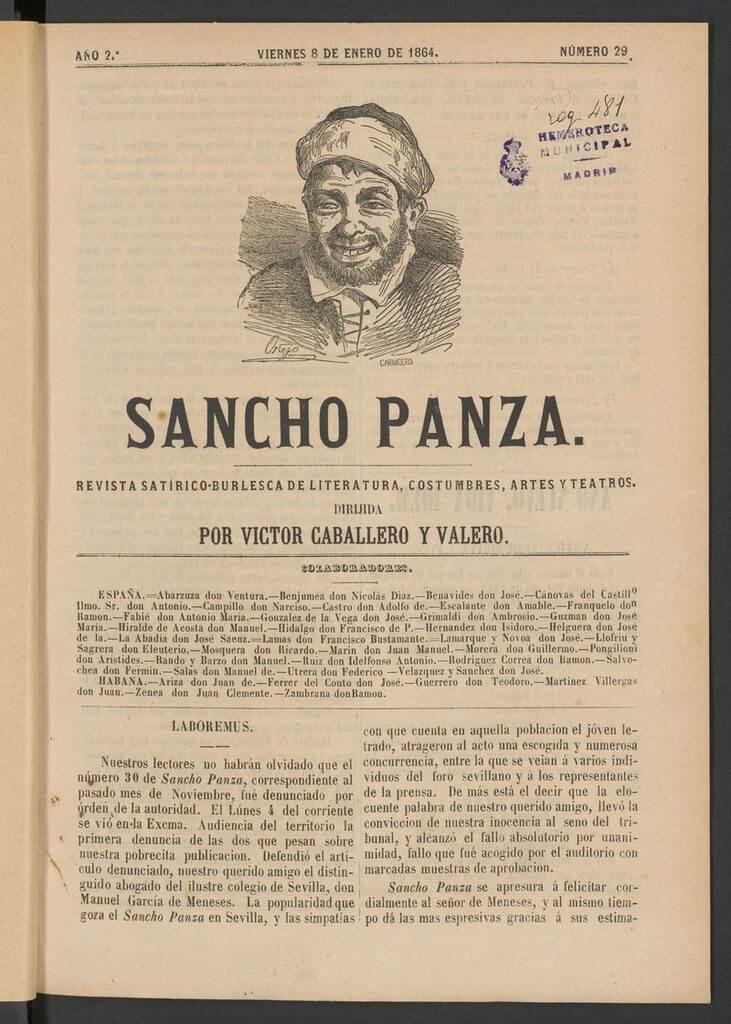 AÑO 2.°
VIERNES 8 DE ENERO DE 1864.
NÚMERO 29
reg 481
HEMEROTECA
MUNICIPAL
MADRID
Ortego
CARNICERO
SANCHO PANZA.
REVISTA SATÍRICO-BURLESCA DE LITERATURA, COSTUMBRES, ARTES Y TEATROS.
DIRIJIDA
POR VICTOR CABALLERO Y VALERO.
COLABORADORES.
ESPAÑA.=Abarzuza don Ventura.—Benjumea don Nicolás Diaz.—Benavides don José.—Cánovas del Castillo
Ilmo. Sr. don Antonio.—Campillo don Narciso.—Castro don Adolfo de.—Escalante don Amable.—Franquelo don
Ramon.—Fabié don Antonio Maria.—Gonzalez de la Vega don José.—Grimaldi don Ambrosio.—Guzman don José
María.—Hiralde de Acosta don Manuel.—Hidalgo don Francisco de P.—Hernandez don Isidoro.—Helguera don José
de la.—La Abadía don José Saenz.=Lamas don Francisco Bustamante.=Lamarque y Novoa don José.—Llofriu y
Sagrera don Eleuterio.—Mosquera don Ricardo.—Marin don Juan Manuel.—Morera don Guillermo.—Pongilioni
don Arístides.—Rando y Barzo don Manuel.—Ruiz don Idelfonso Antonio.—Rodriguez Correa don Ramon.—Salvo-
chea don Fermin.—Salas don Manuel de.—Utrera don Federico —Velazquez y Sanchez don José.
HABANA.—Ariza don Juan de.—Ferrer del Couto don José.—Guerrero don Teodoro.—Martinez Villergas
don Juan.—Zenea don Juan Clemente.—Zambrana don Ramon.
LABOREMUS.
Nuestros lectores no habrán olvidado que el
número 30 de Sancho Panza, correspondiente al
pasado mes de Noviembre, fué denunciado por
órden de la autoridad. El Lúnes 4 del corriente
se vió en la Excma. Audiencia del territorio la
primera denuncia de las dos que pesan sobre
nuestra pobrecita publicacion. Defendió el artí-
culo denunciado, nuestro querido amigo el distin-
guido abogado del ilustre colegio de Sevilla, don
Manuel García de Meneses. La popularidad que
goza el Sancho Panza en Sevilla, y las simpatías
con que cuenta en aquella poblacion el jóven le-
trado, atrageron al acto una escogida y numerosa
concurrencia, entre la que se veian á varios indi-
viduos del foro sevillano y á los representantes
de la prensa. De más está el decir que la elo-
cuente palabra de nuestro querido amigo, llevó la
conviccion de nuestra inocencia al seno del tri-
bunal, y alcanzó el fallo absolutorio por unani-
midad, fallo que fué acogido por el auditorio con
marcadas muestras de aprobacion.
Sancho Panza se apresura á felicitar cor-
dialmente al señor de Meneses, y al mismo tiem-
po dá las mas espresivas gracias á sus estima-